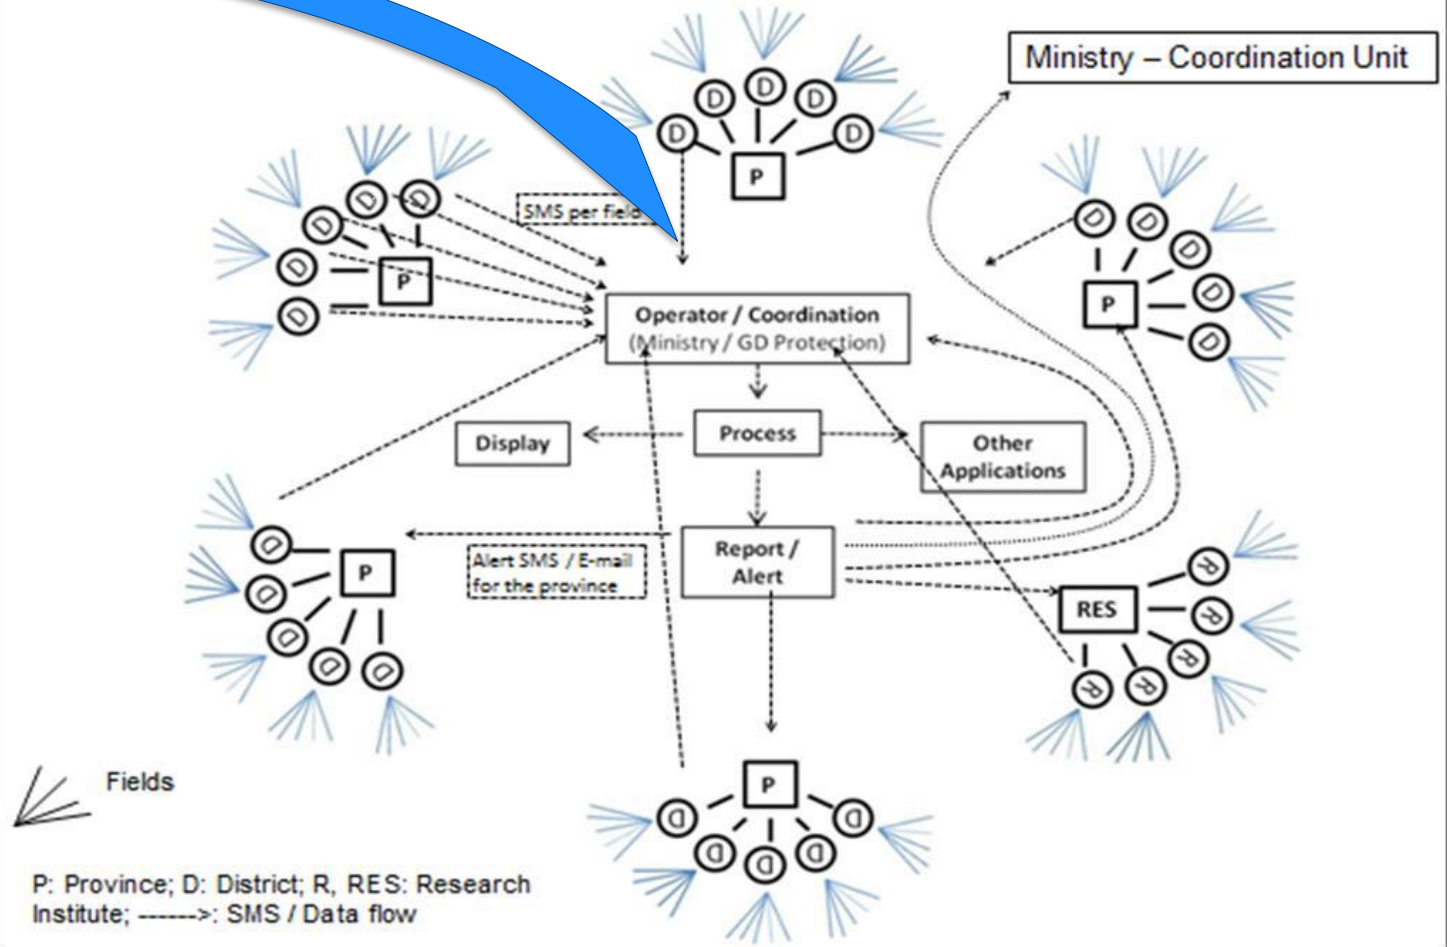 Ministry – Coordination Unit
D
D
D
D
D
P
D
D
D
D
D
P
SMS per field
D
D
D
D
D
P
Operator / Coordination
(Ministry / GD Protection)
Display
Process
Other
Applications
Report /
Alert
Alert SMS / E-mail
for the province
D
D
D
D
D
P
RES
R
R
R
R
R
P
D
D
D
D
D
Fields
P: Province; D: District; R, RES: Research
Institute; ------>: SMS / Data flow